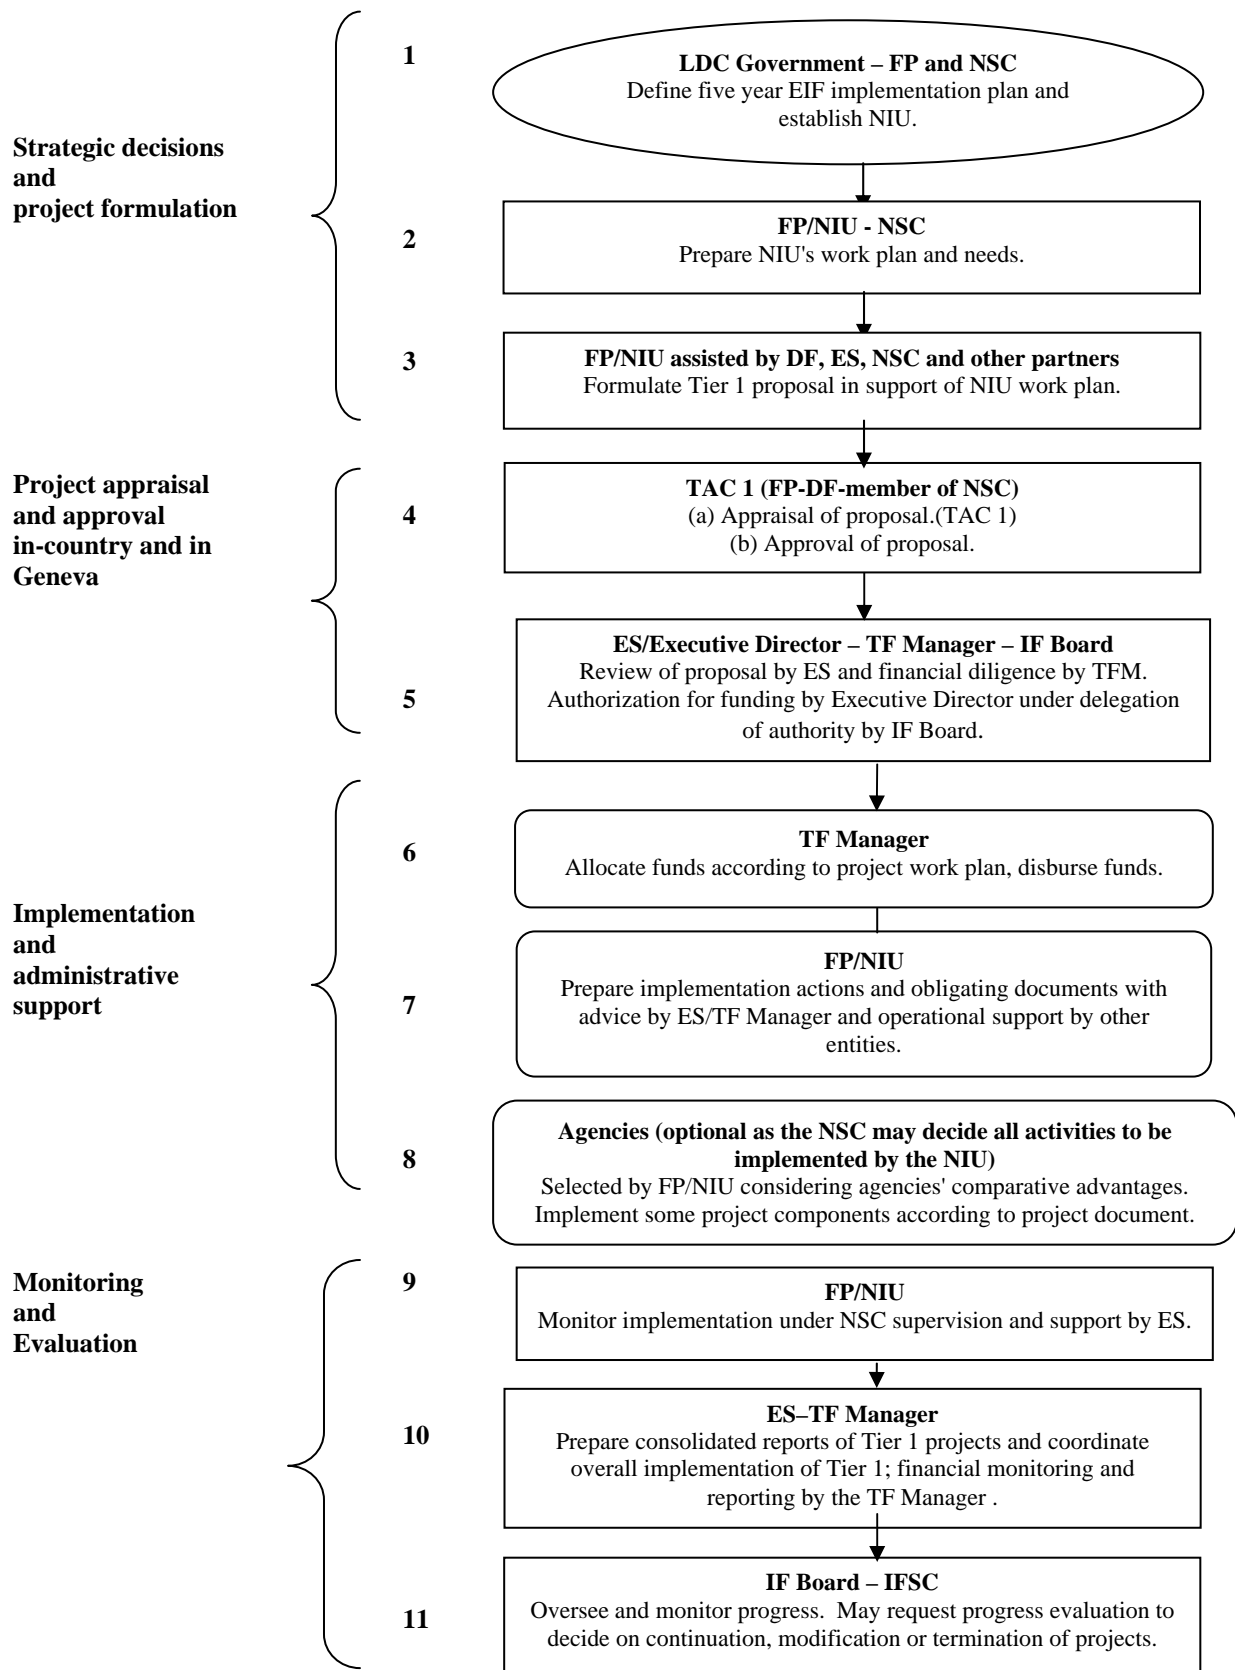 1
LDC Government – FP and NSC
Define five year EIF implementation plan and
establish NIU.
Strategic decisions
and
project formulation
2
FP/NIU - NSC
Prepare NIU's work plan and needs.
3
FP/NIU assisted by DF, ES, NSC and other partners
Formulate Tier 1 proposal in support of NIU work plan.
Project appraisal
and approval
in-country and in
Geneva
4
TAC 1 (FP-DF-member of NSC)
(a) Appraisal of proposal.(TAC 1)
(b) Approval of proposal.
5
ES/Executive Director – TF Manager – IF Board
Review of proposal by ES and financial diligence by TFM.
Authorization for funding by Executive Director under delegation
of authority by IF Board.
6
TF Manager
Allocate funds according to project work plan, disburse funds.
Implementation
and
administrative
support
7
FP/NIU
Prepare implementation actions and obligating documents with
advice by ES/TF Manager and operational support by other
entities.
8
Agencies (optional as the NSC may decide all activities to be
implemented by the NIU)
Selected by FP/NIU considering agencies' comparative advantages.
Implement some project components according to project document.
Monitoring
and
Evaluation
9
FP/NIU
Monitor implementation under NSC supervision and support by ES.
10
ES–TF Manager
Prepare consolidated reports of Tier 1 projects and coordinate
overall implementation of Tier 1; financial monitoring and
reporting by the TF Manager .
11
IF Board – IFSC
Oversee and monitor progress.  May request progress evaluation to
decide on continuation, modification or termination of projects.